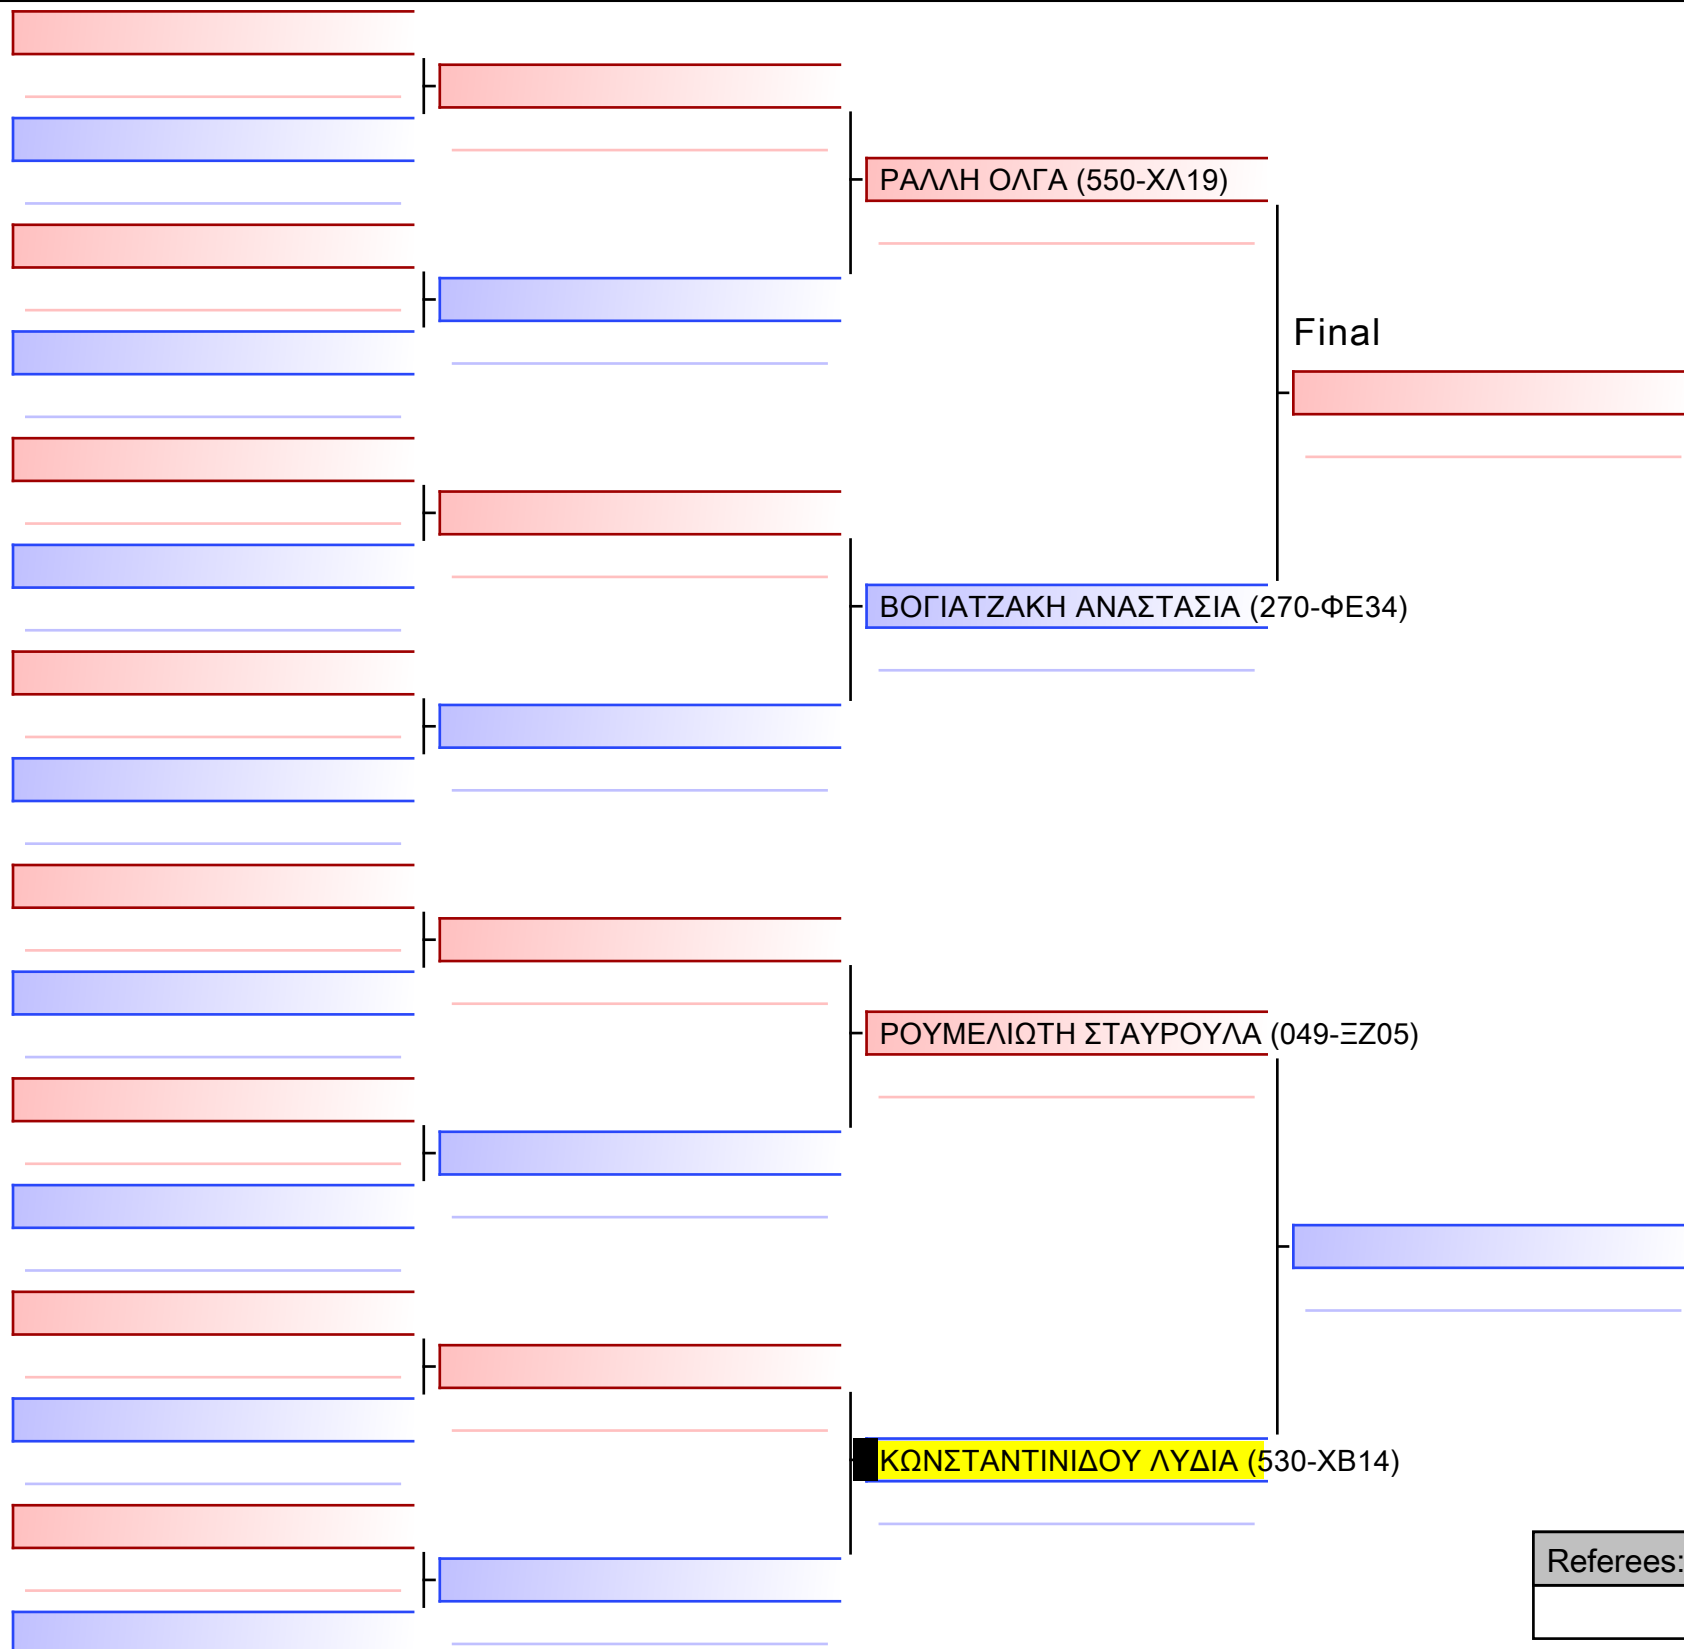 ΡΑΛΛΗ ΟΛΓΑ (550-ΧΛ19)
Final
ΒΟΓΙΑΤΖΑΚΗ ΑΝΑΣΤΑΣΙΑ (270-ΦΕ34)
ΡΟΥΜΕΛΙΩΤΗ ΣΤΑΥΡΟΥΛΑ (049-ΞΖ05)
ΚΩΝΣΤΑΝΤΙΝΙΔΟΥ ΛΥΔΙΑ (530-ΧΒ14)
Referees: